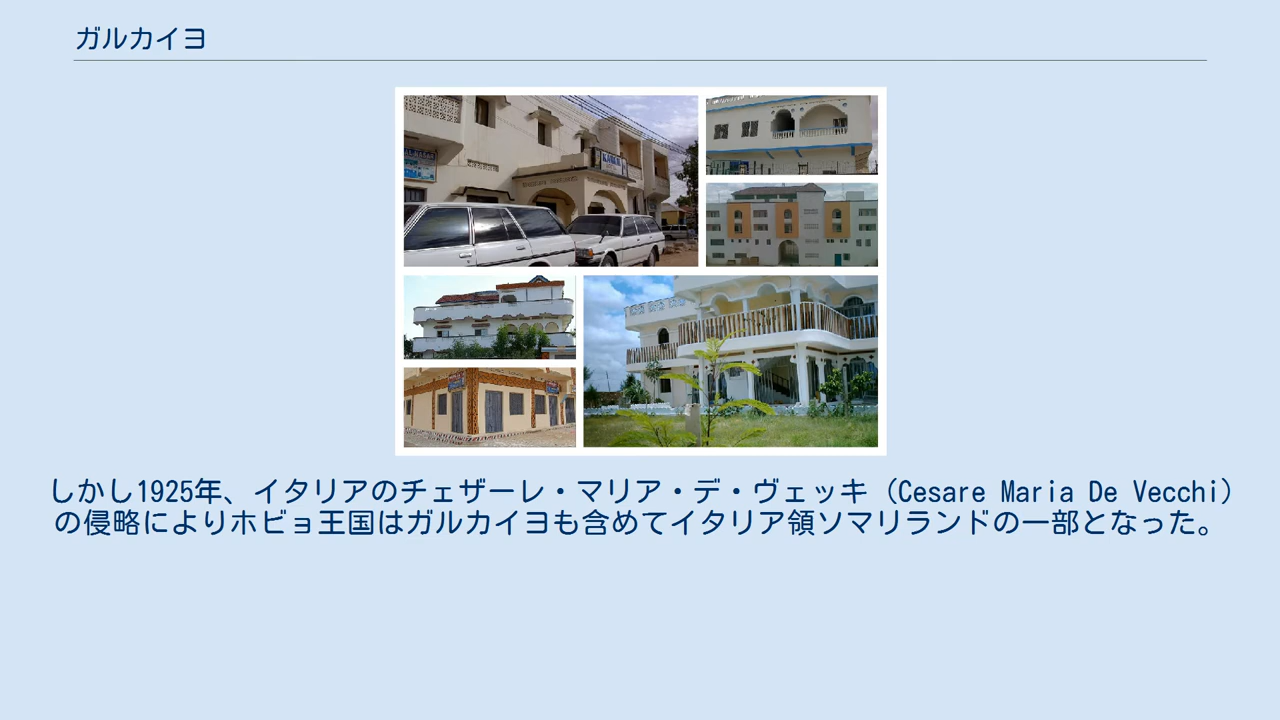 ガルカイヨ
しかし1925年、イタリアのチェザーレ・マリア・デ・ヴェッキ（Cesare Maria De Vecchi）
の侵略によりホビョ王国はガルカイヨも含めてイタリア領ソマリランドの一部となった。